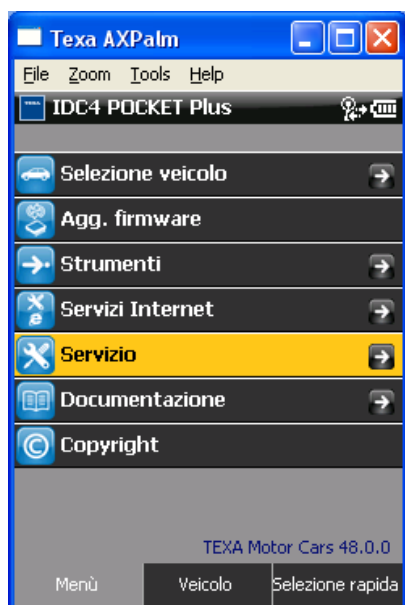 Texa AXPalm
File Zoom Tools Help
TEXA IDC4 POCKET Plus
Selezione veicolo
Agg. firmware
Strumenti
Servizi Internet
Servizio
Documentazione
Copyright
TEXA Motor Cars 48.0.0
Menù Veicolo Selezione rapida